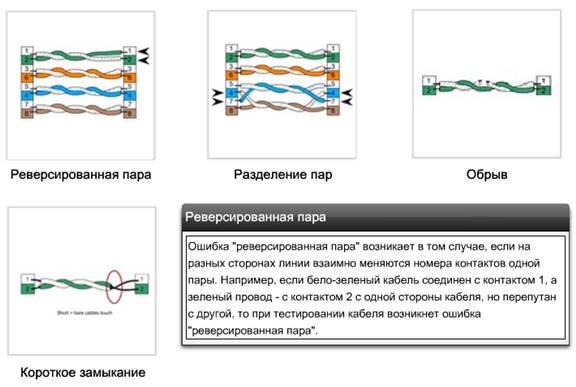 1 1
2 2
3 3
6 6
5 5
4 4
7 7
8 8
Реверсированная пара
1 1
2 2
3 3
6 6
5 5
4 4
7 7
8 8
Разделение пар
1 1
2 2
Обрыв
1 1
2 2
Short = bare cables touch
Короткое замыкание
Реверсированная пара
Ошибка "реверсированная пара" возникает в том случае, если на
разных сторонах линии взаимно меняются номера контактов одной
пары. Например, если бело-зеленый кабель соединен с контактом 1, а
зеленый провод - с контактом 2 с одной стороны кабеля, но перепутан
с другой, то при тестировании кабеля возникнет ошибка
"реверсированная пара".